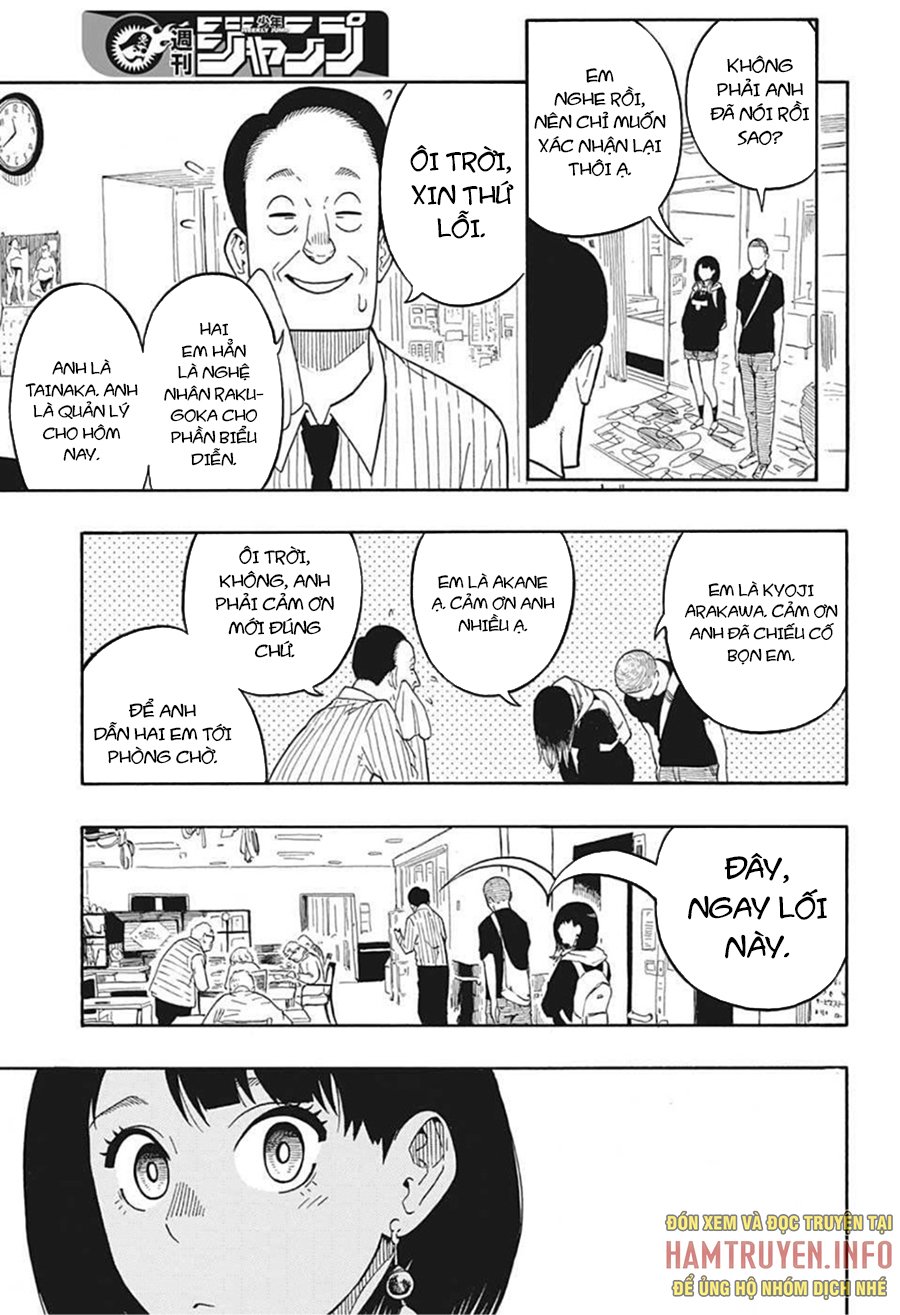 少年
WEEKLY JUMP
週刊
ジャンプ
KHÔNG
PHẢI ANH
ĐÃ NÓI RỒI
SAO?
EM
NGHE RỒI,
NÊN CHỈ MUỐN
XÁC NHẬN LẠI
THÔI Ạ.
ÔI TRỜI,
XIN THỨ
LỖI.
HAI
EM HẲN
LÀ NGHỆ
NHÂN RAKU-
GOKA CHO
PHẦN BIỂU
DIỄN.
ANH LÀ
TAINAKA. ANH
LÀ QUẢN LÝ
CHO HÔM
NAY.
EM LÀ KYOJI
ARAKAWA. CẢM ƠN
ANH ĐÃ CHIẾU CỐ
BỌN EM.
EM LÀ AKANE
Ạ. CẢM ƠN ANH
NHIỀU Ạ.
ÔI TRỜI,
KHÔNG, ANH
PHẢI CẢM ƠN
MỚI ĐÚNG
CHỨ.
ĐỂ ANH
DẪN HAI EM TỚI
PHÒNG CHỜ.
ĐÂY,
NGAY LỐI
NÀY.
ĐÓN XEM VÀ ĐỌC TRUYỆN TẠI
HAMTRUYEN.INFO
ĐỂ ỦNG HỘ NHÓM DỊCH NHÉ